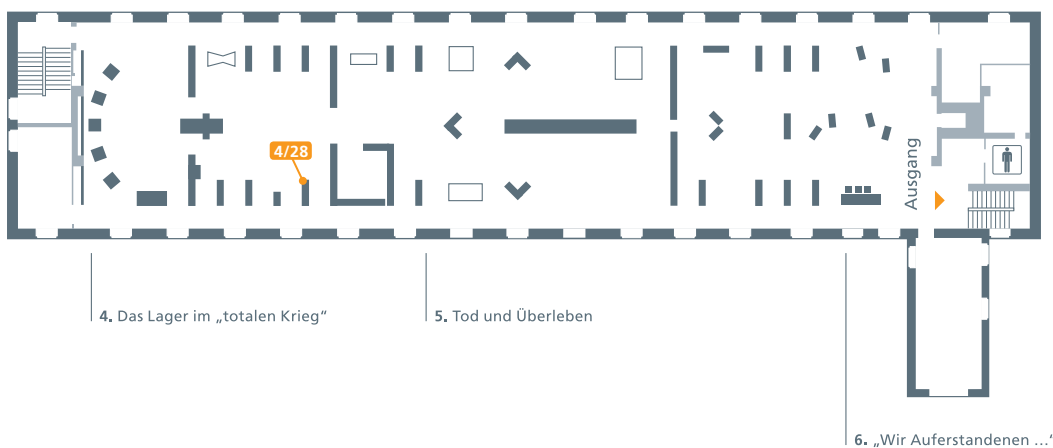 4/28
Ausgang
4. Das Lager im „totalen Krieg“
5. Tod und Überleben
6. „Wir Auferstandenen ...“